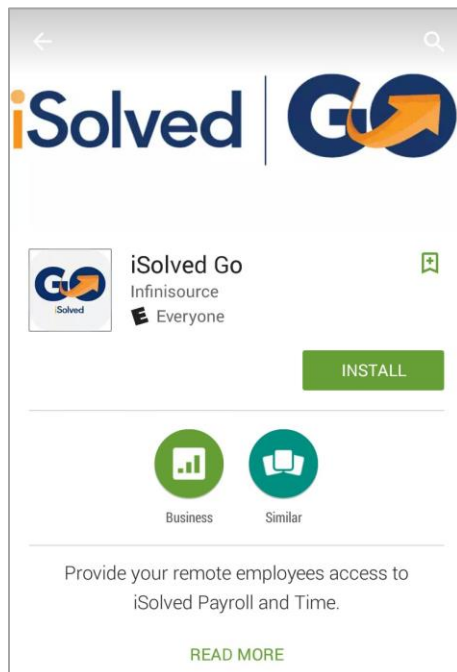 iSolved | GO
GO
iSolved
iSolved Go
Infinisource
E Everyone
INSTALL
Business
Similar
Provide your remote employees access to
iSolved Payroll and Time.
READ MORE